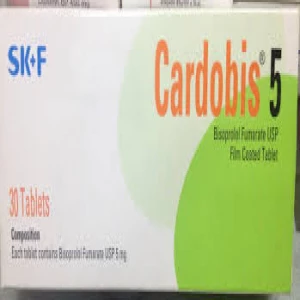 SK+F
Cardobis® 5
Bisoprolol Fumarate USP
Film Coated Tablet
30 Tablets
Composition
Each tablet contains Bisoprolol Fumarate USP 5 mg